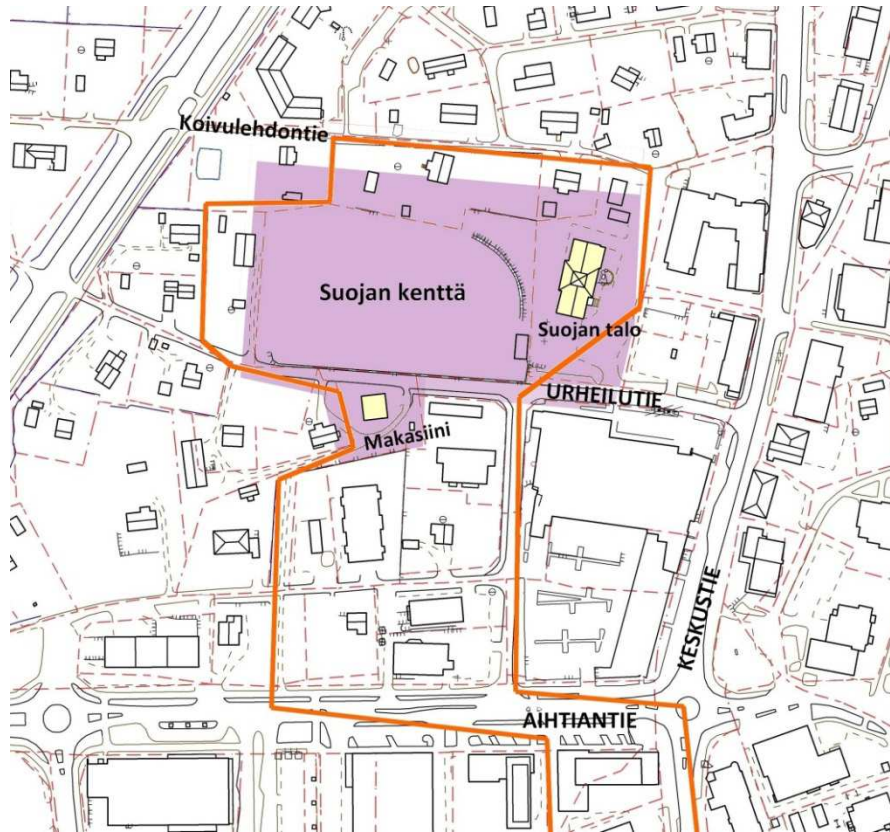 Koivulehdontie
Suojan kenttä
Suojan talo
URHEILUTIE
Makasiini
KESKUSTIE
AIHTIANTIE